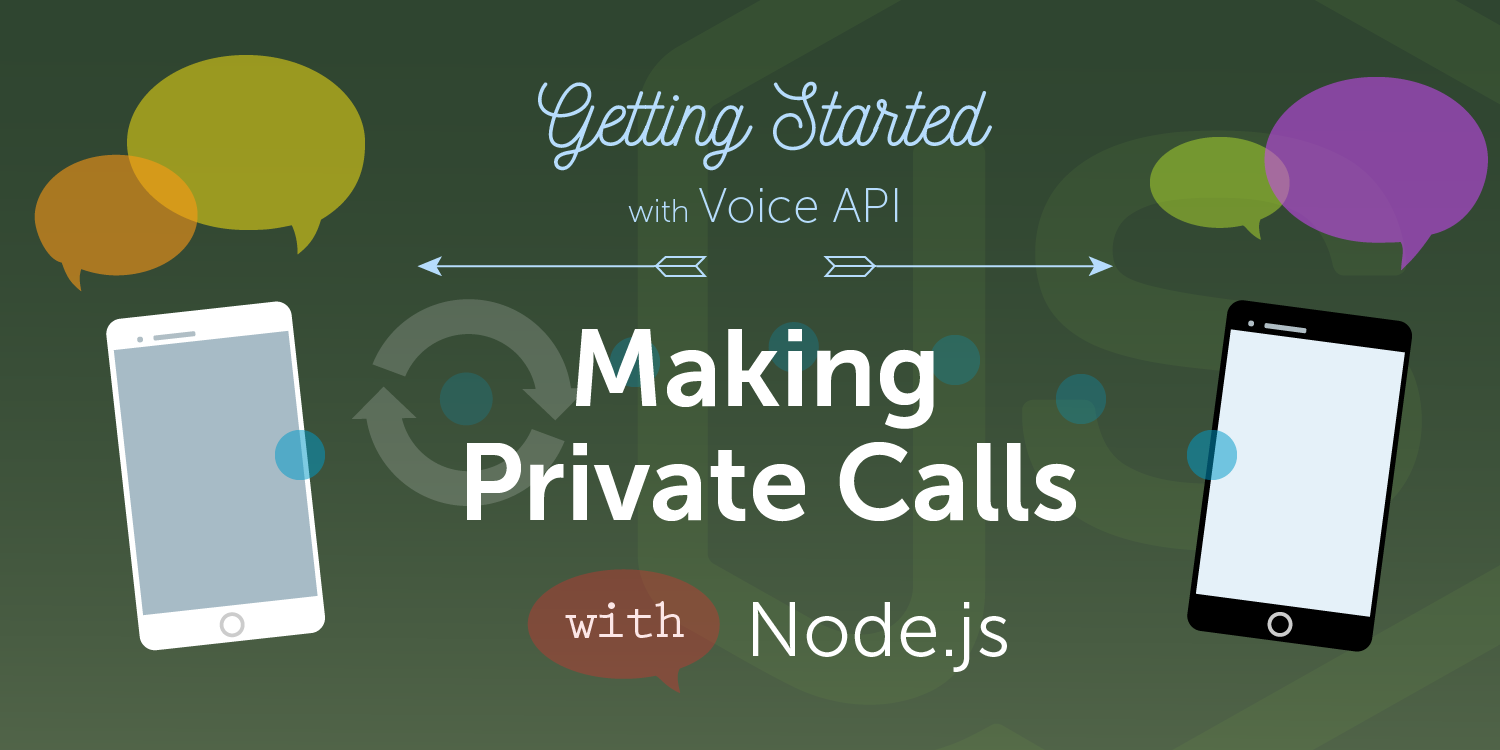 Getting Started
with Voice API
Making
Private Calls
with Node.js